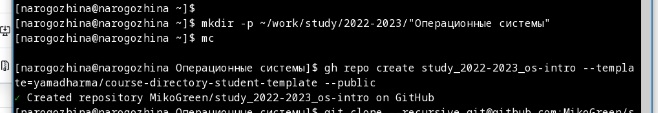 [narogozhina@narogozhina ~]$
[narogozhina@narogozhina ~]$ mkdir -p ~/work/study/2022-2023/"Операционные системы"
[narogozhina@narogozhina ~]$ mc
[narogozhina@narogozhina Операционные системы]$ gh repo create study_2022-2023_os-intro --templa
te=yamadharma/course-directory-student-template --public
✓ Created repository MikoGreen/study_2022-2023_os-intro on GitHub
[narogozhina@narogozhina Операционные системы]$ git clone --recursive git@github.com:MikoGreen/s